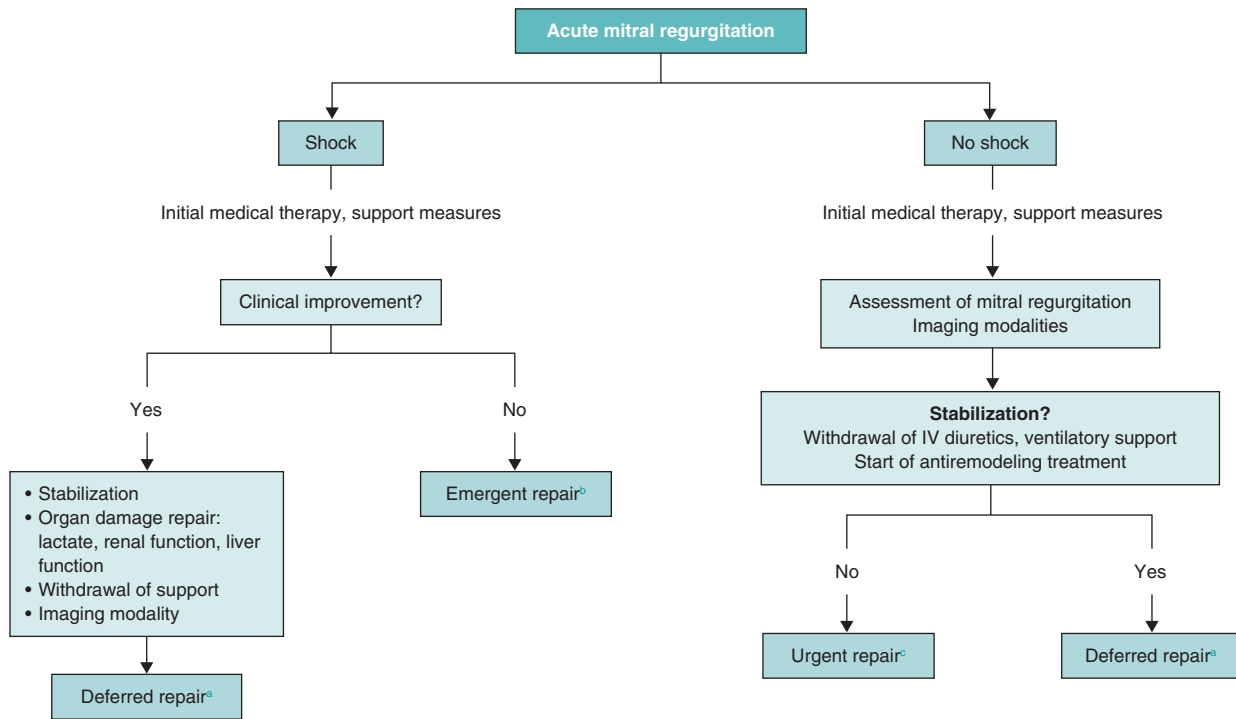 Acute mitral regurgitation
Shock
No shock
Initial medical therapy, support measures
Initial medical therapy, support measures
Clinical improvement?
Assessment of mitral regurgitation
Imaging modalities
Yes
No
Stabilization?
Withdrawal of IV diuretics, ventilatory support
Start of antiremodeling treatment
• Stabilization
• Organ damage repair:
lactate, renal function, liver
function
• Withdrawal of support
• Imaging modality
Emergent repairᵇ
No
Yes
Urgent repairᶜ
Deferred repairᵃ
Deferred repairᵃ